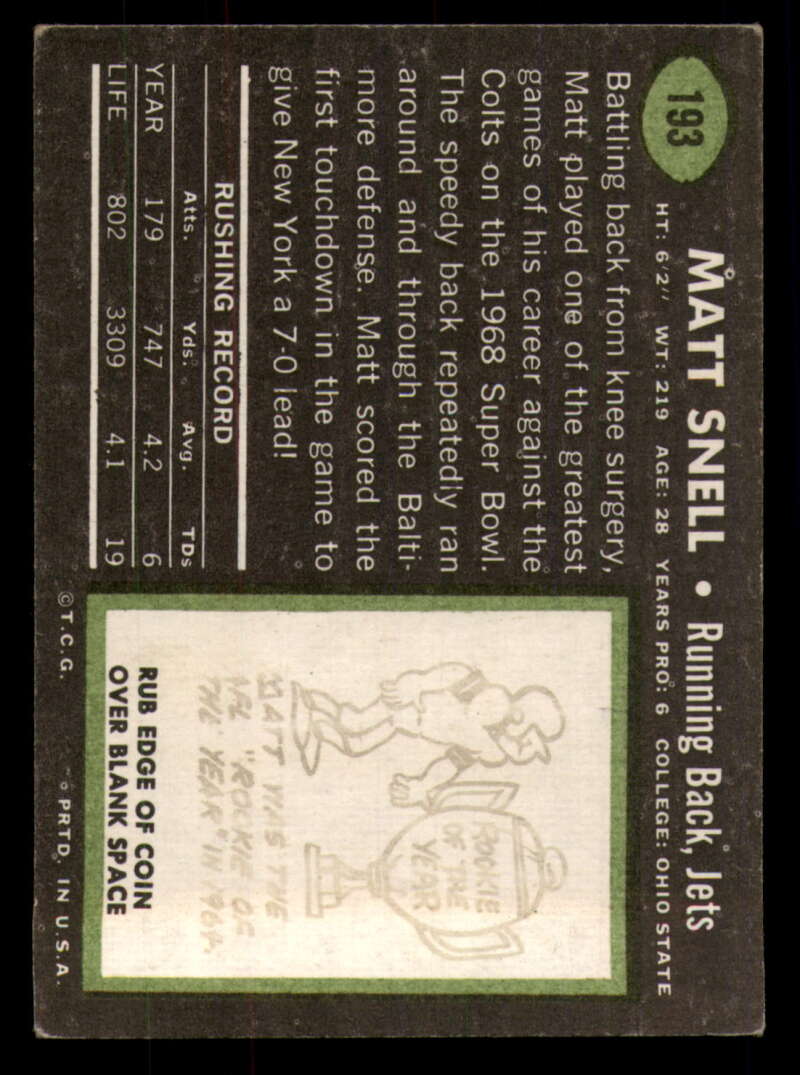 193
MATT SNELL • Running Back, Jets
HT: 6'2" WT: 219 AGE: 28 YEARS PRO: 6 COLLEGE: OHIO STATE
Battling back from knee surgery,
Matt played one of the greatest
games of his career against the
Colts on the 1968 Super Bowl.
The speedy back repeatedly ran
around and through the Balti-
more defense. Matt scored the
first touchdown in the game to
give New York a 7-0 lead!
RUSHING RECORD
Atts. Yds. Avg. TDs
YEAR 179 747 4.2 6
LIFE 802 3309 4.1 19
ROOKIE
OF THE
YEAR
MATT WAS THE
"ROOKIE OF
THE YEAR" IN 1964.
RUB EDGE OF COIN
OVER BLANK SPACE
©T.C.G. PRTD. IN U.S.A.